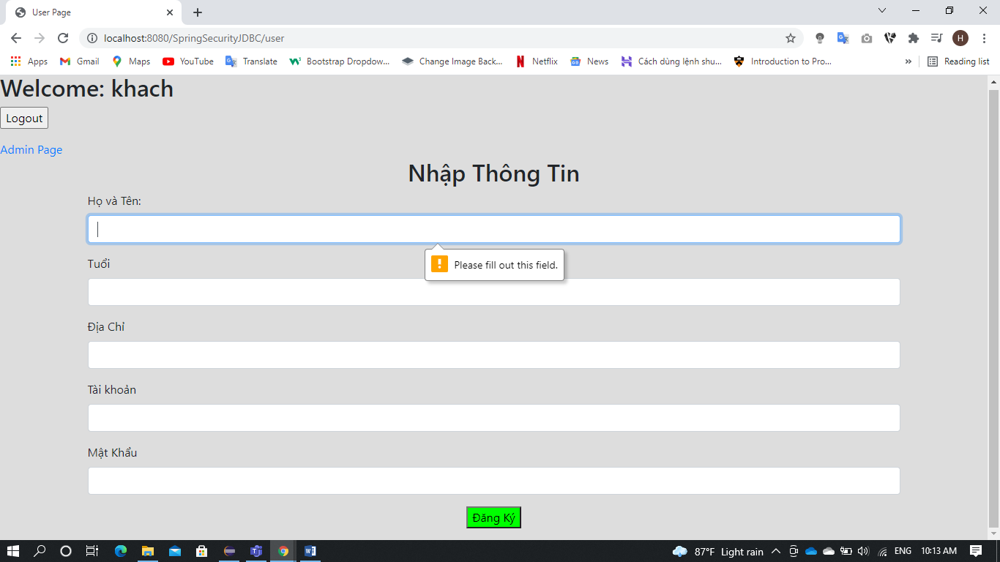 User Page
localhost:8080/SpringSecurityJDBC/user
H
Apps Gmail Maps YouTube Translate Bootstrap Dropdow... Change Image Back... Netflix News Cách dùng lệnh shu... Introduction to Pro... » Reading list
Welcome: khach
Logout
Admin Page
Nhập Thông Tin
Họ và Tên:
Please fill out this field.
Tuổi
Địa Chỉ
Tài khoản
Mật Khẩu
Đăng Ký
87°F Light rain ENG 10:13 AM